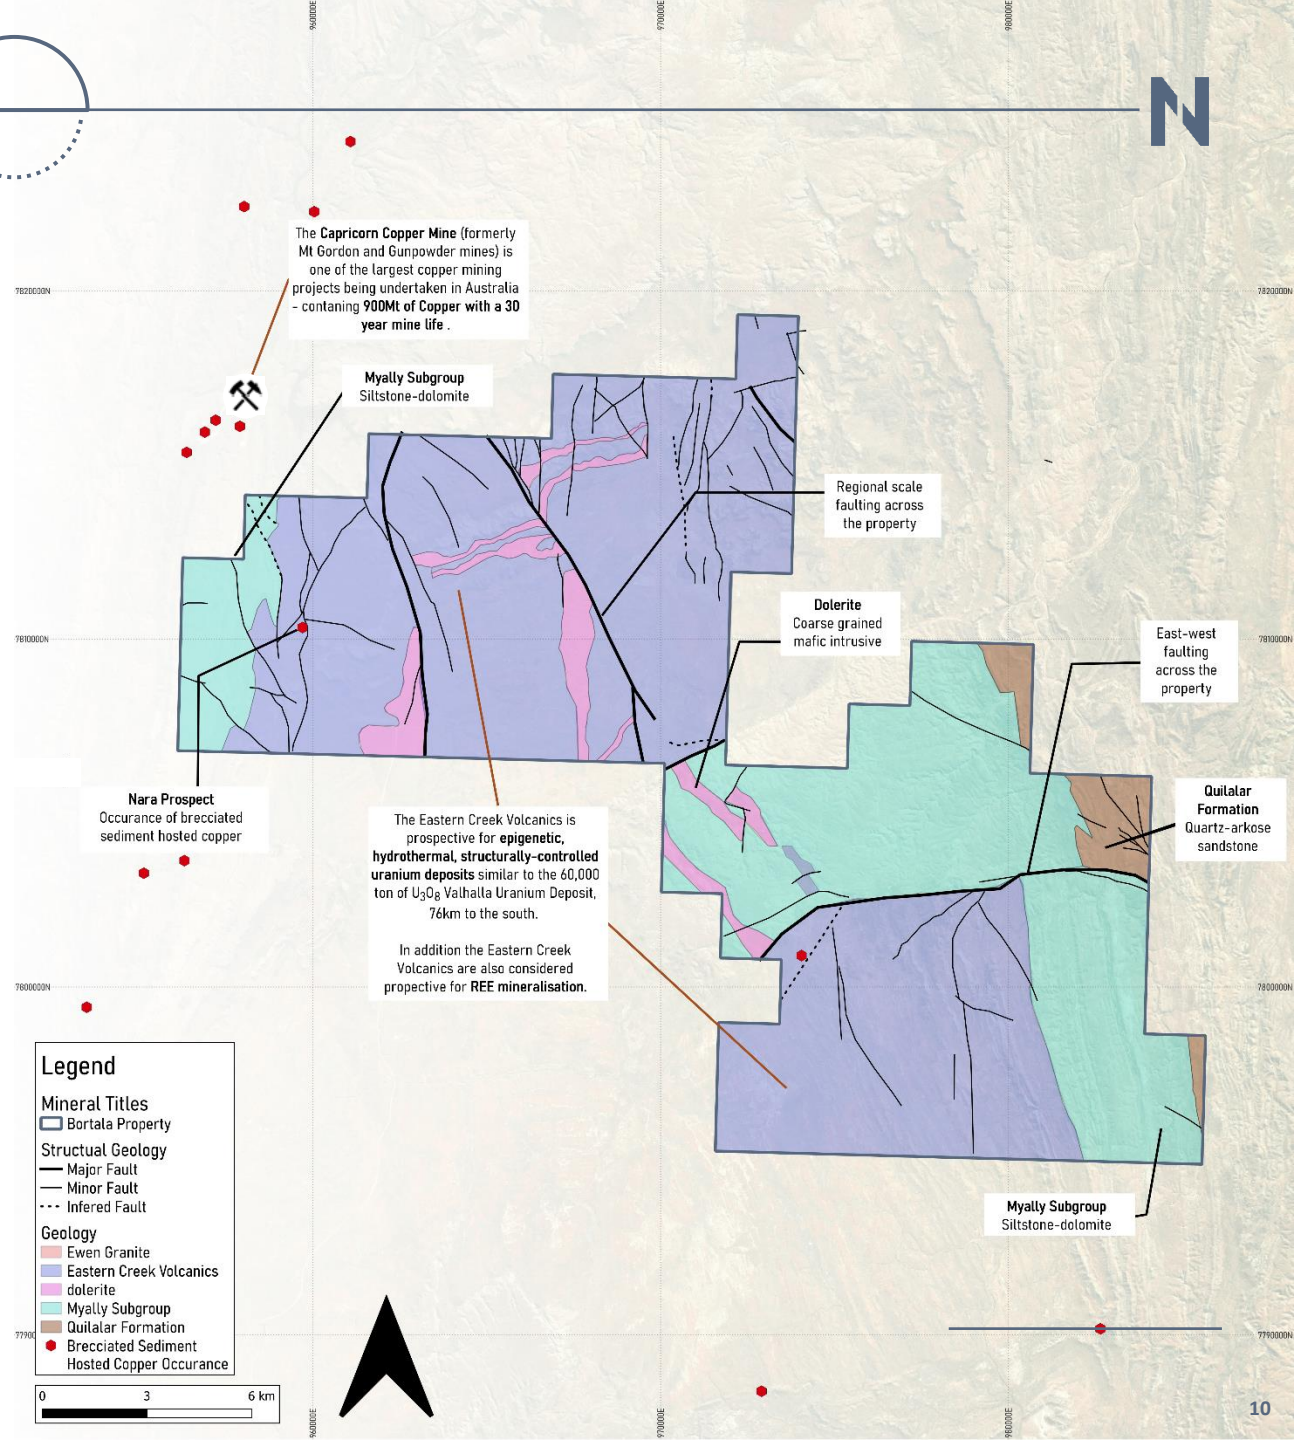 960000E
970000E
980000E
N
The Capricorn Copper Mine (formerly
Mt Gordon and Gunpowder mines) is
one of the largest copper mining
projects being undertaken in Australia
- contaning 900Mt of Copper with a 30
year mine life .
7820000N
7820000N
Myally Subgroup
Siltstone-dolomite
Regional scale
faulting across
the property
Dolerite
Coarse grained
mafic intrusive
7810000N
7810000N
East-west
faulting
across the
property
Nara Prospect
Occurance of brecciated
sediment hosted copper
Quilalar
Formation
Quartz-arkose
sandstone
The Eastern Creek Volcanics is
prospective for epigenetic,
hydrothermal, structurally-controlled
uranium deposits similar to the 60,000
ton of U3O8 Valhalla Uranium Deposit,
76km to the south.
In addition the Eastern Creek
Volcanics are also considered
propective for REE mineralisation.
7800000N
7800000N
Legend
Mineral Titles
Bortala Property
Structual Geology
Major Fault
Minor Fault
Infered Fault
Geology
Ewen Granite
Eastern Creek Volcanics
dolerite
Myally Subgroup
Quilalar Formation
Brecciated Sediment
Hosted Copper Occurance
Myally Subgroup
Siltstone-dolomite
7790
7790000N
0 3 6 km
960000E
970000E
980000E
10